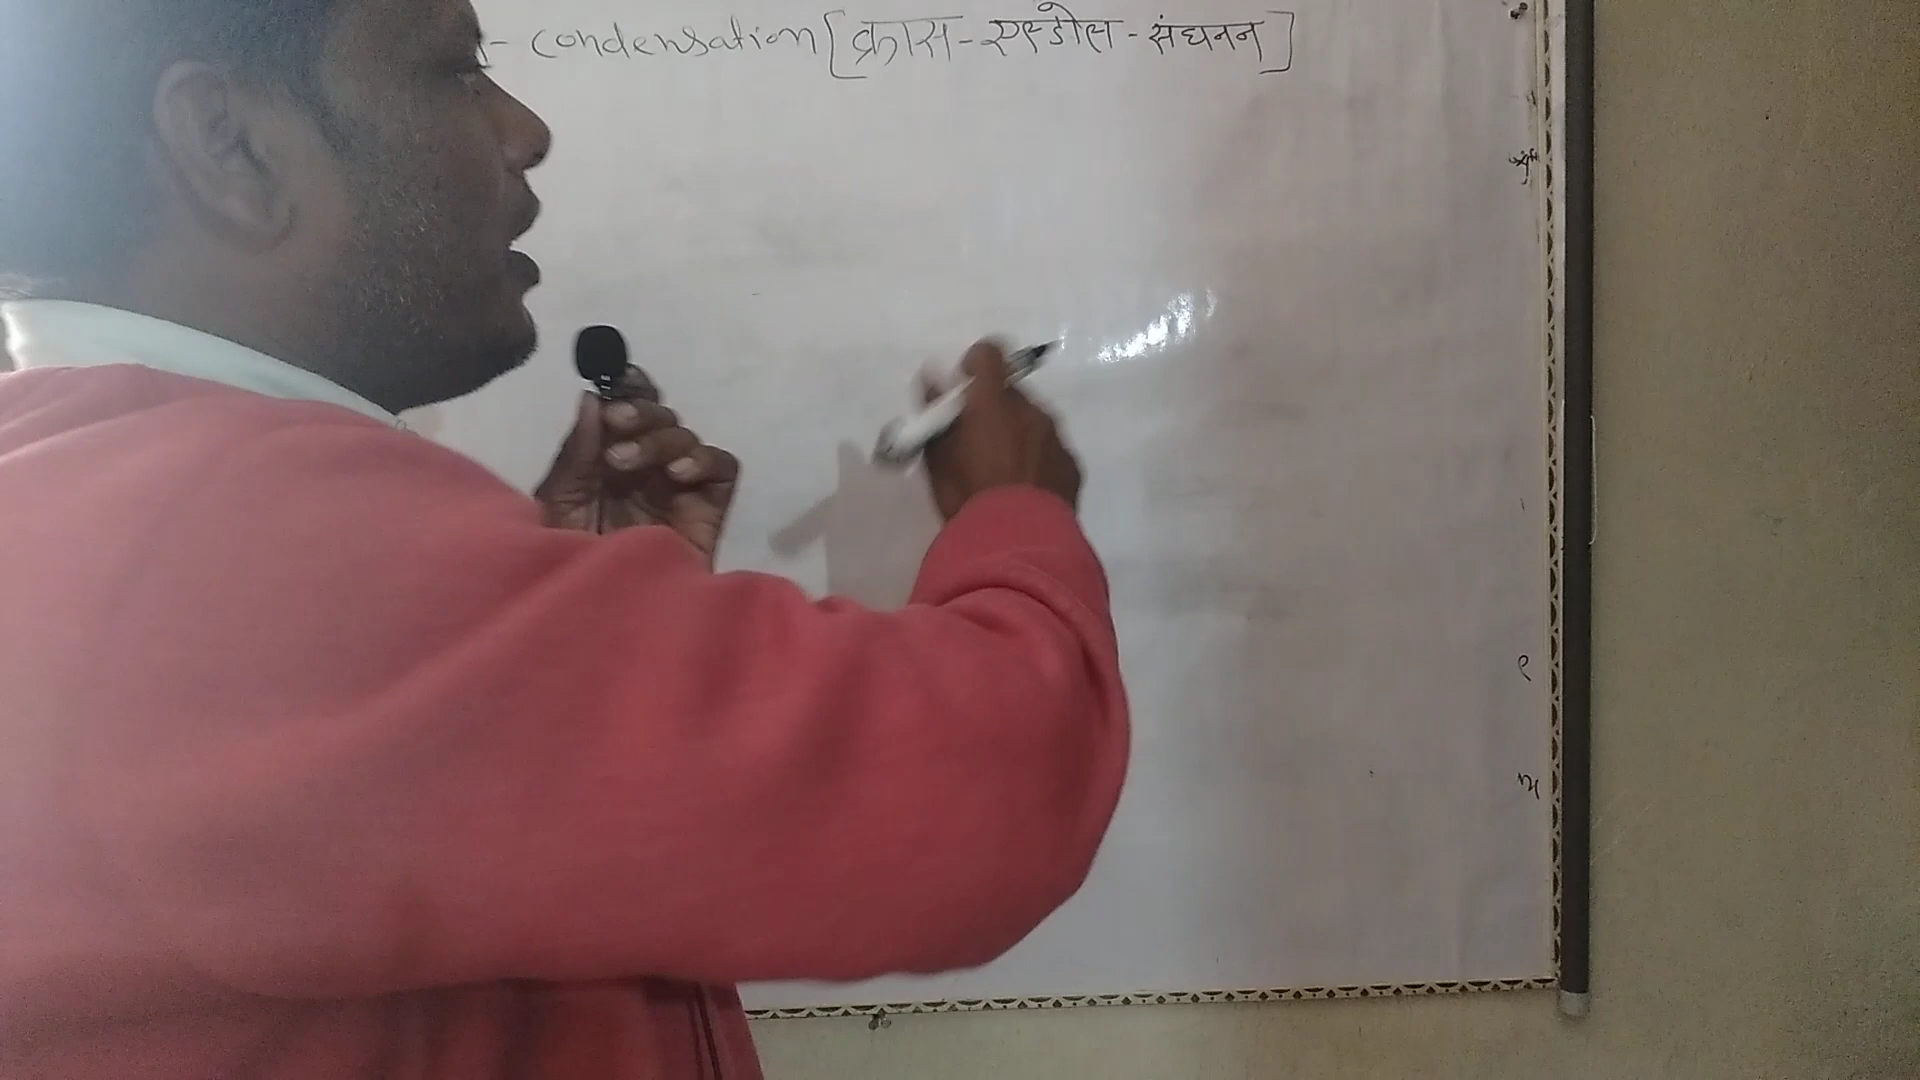 - condensation [क्रास - एल्डोल - संघनन]